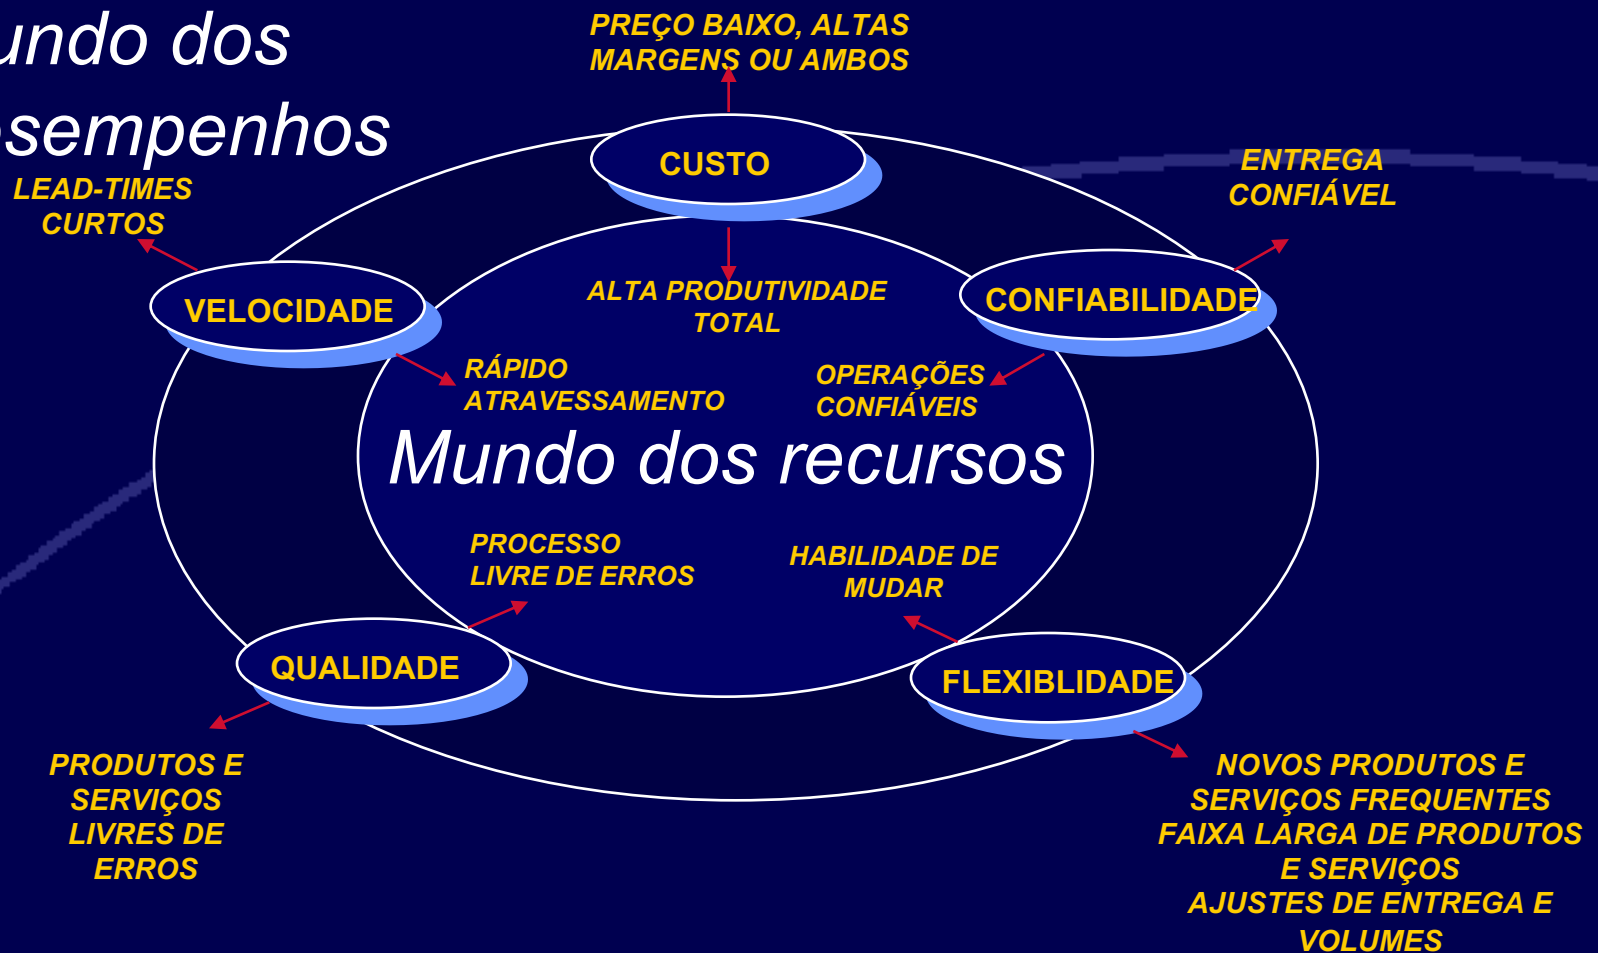 undo dos
esempenhos
PREÇO BAIXO, ALTAS
MARGENS OU AMBOS
CUSTO
ENTREGA
CONFIÁVEL
LEAD-TIMES
CURTOS
VELOCIDADE
ALTA PRODUTIVIDADE
TOTAL
CONFIABILIDADE
RÁPIDO
ATRAVESSAMENTO
OPERAÇÕES
CONFIÁVEIS
Mundo dos recursos
PROCESSO
LIVRE DE ERROS
HABILIDADE DE
MUDAR
QUALIDADE
FLEXIBLIDADE
PRODUTOS E
SERVIÇOS
LIVRES DE
ERROS
NOVOS PRODUTOS E
SERVIÇOS FREQUENTES
FAIXA LARGA DE PRODUTOS
E SERVIÇOS
AJUSTES DE ENTREGA E
VOLUMES